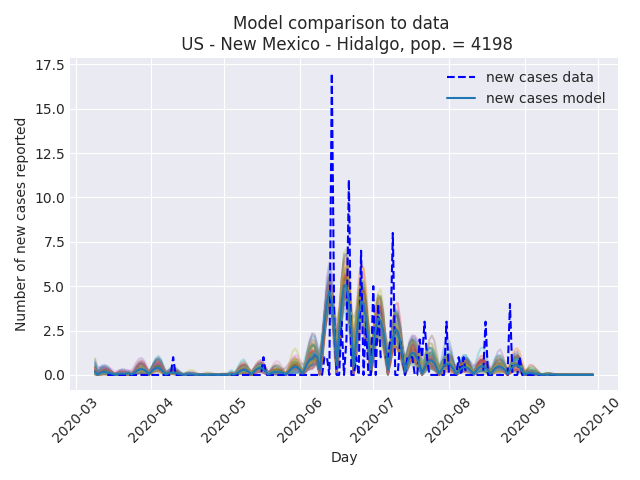 Model comparison to data
US - New Mexico - Hidalgo, pop. = 4198
17.5
15.0
12.5
10.0
7.5
5.0
2.5
0.0
Number of new cases reported
new cases data
new cases model
2020-03
2020-04
2020-05
2020-06
2020-07
2020-08
2020-09
2020-10
Day